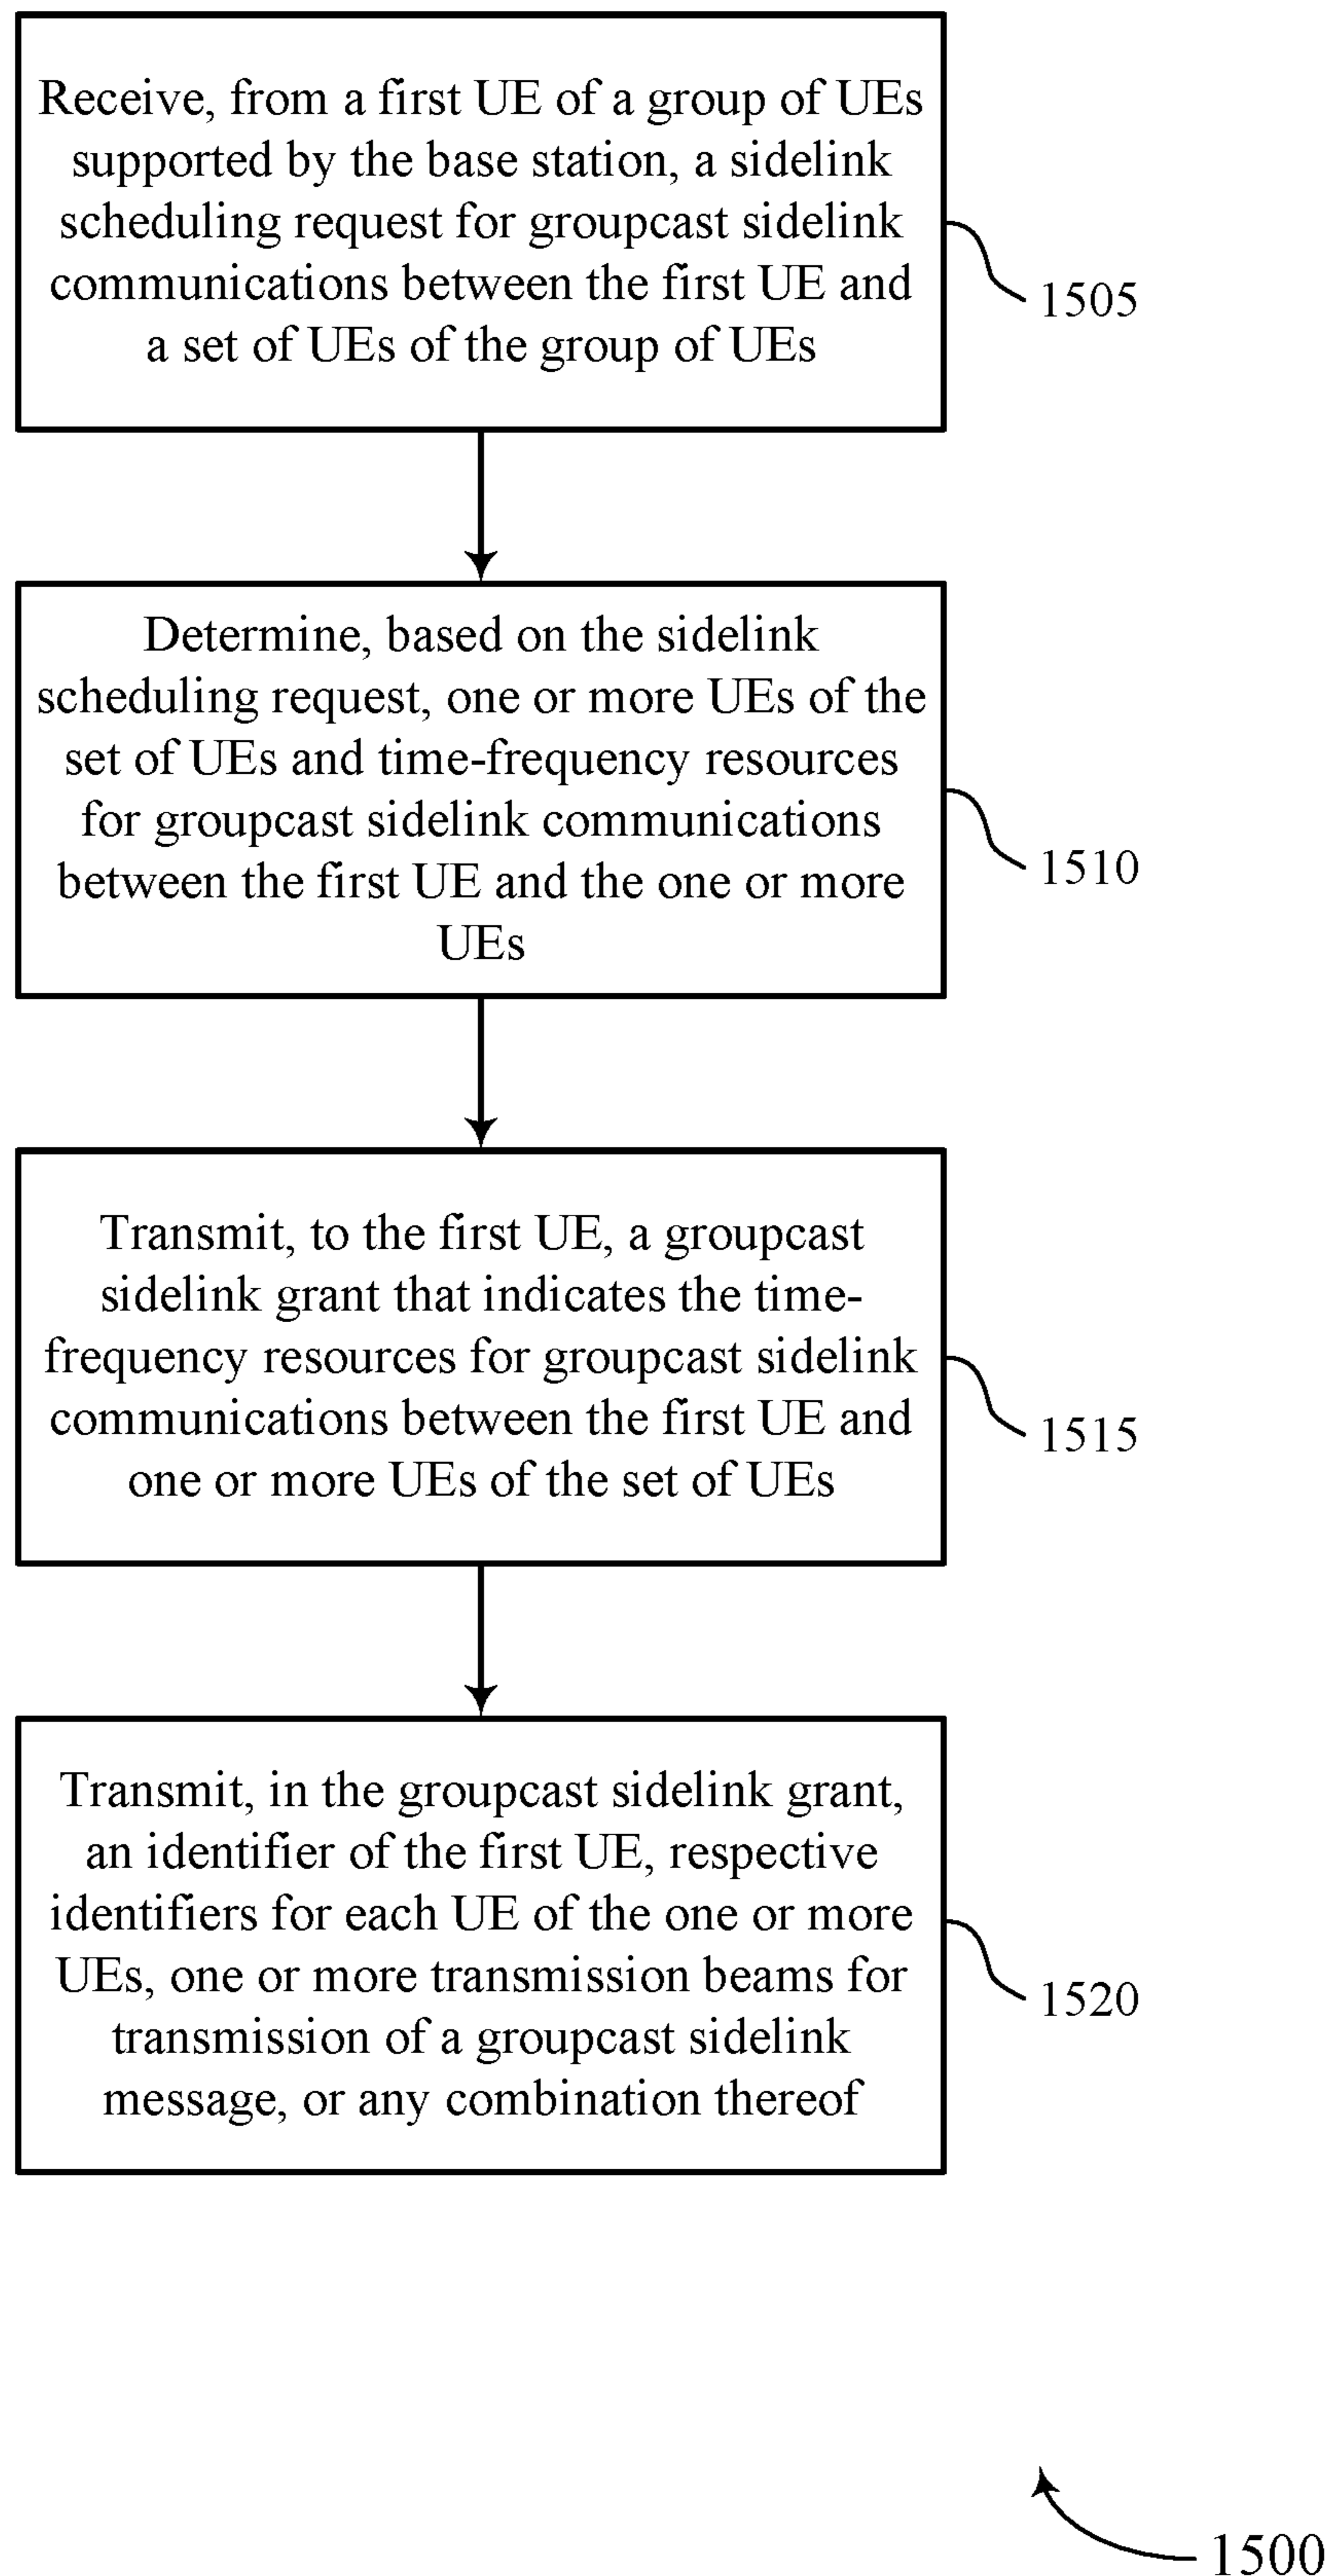 Receive, from a first UE of a group of UEs
supported by the base station, a sidelink
scheduling request for groupcast sidelink
communications between the first UE and
a set of UEs of the group of UEs
1505
Determine, based on the sidelink
scheduling request, one or more UEs of the
set of UEs and time-frequency resources
for groupcast sidelink communications
between the first UE and the one or more
UEs
1510
Transmit, to the first UE, a groupcast
sidelink grant that indicates the time-
frequency resources for groupcast sidelink
communications between the first UE and
one or more UEs of the set of UEs
1515
Transmit, in the groupcast sidelink grant,
an identifier of the first UE, respective
identifiers for each UE of the one or more
UEs, one or more transmission beams for
transmission of a groupcast sidelink
message, or any combination thereof
1520
1500